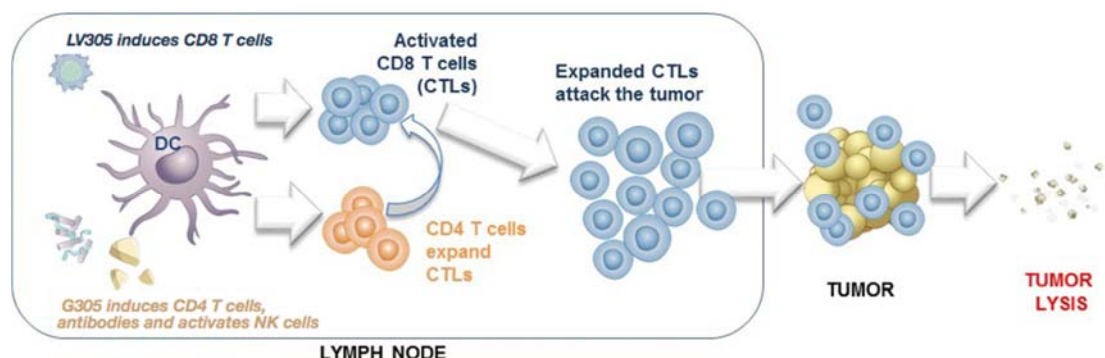 LV305 induces CD8 T cells
DC
G305 induces CD4 T cells,
antibodies and activates NK cells
Activated
CD8 T cells
(CTLs)
CD4 T cells
expand
CTLs
Expanded CTLs
attack the tumor
LYMPH NODE
TUMOR
TUMOR
LYSIS